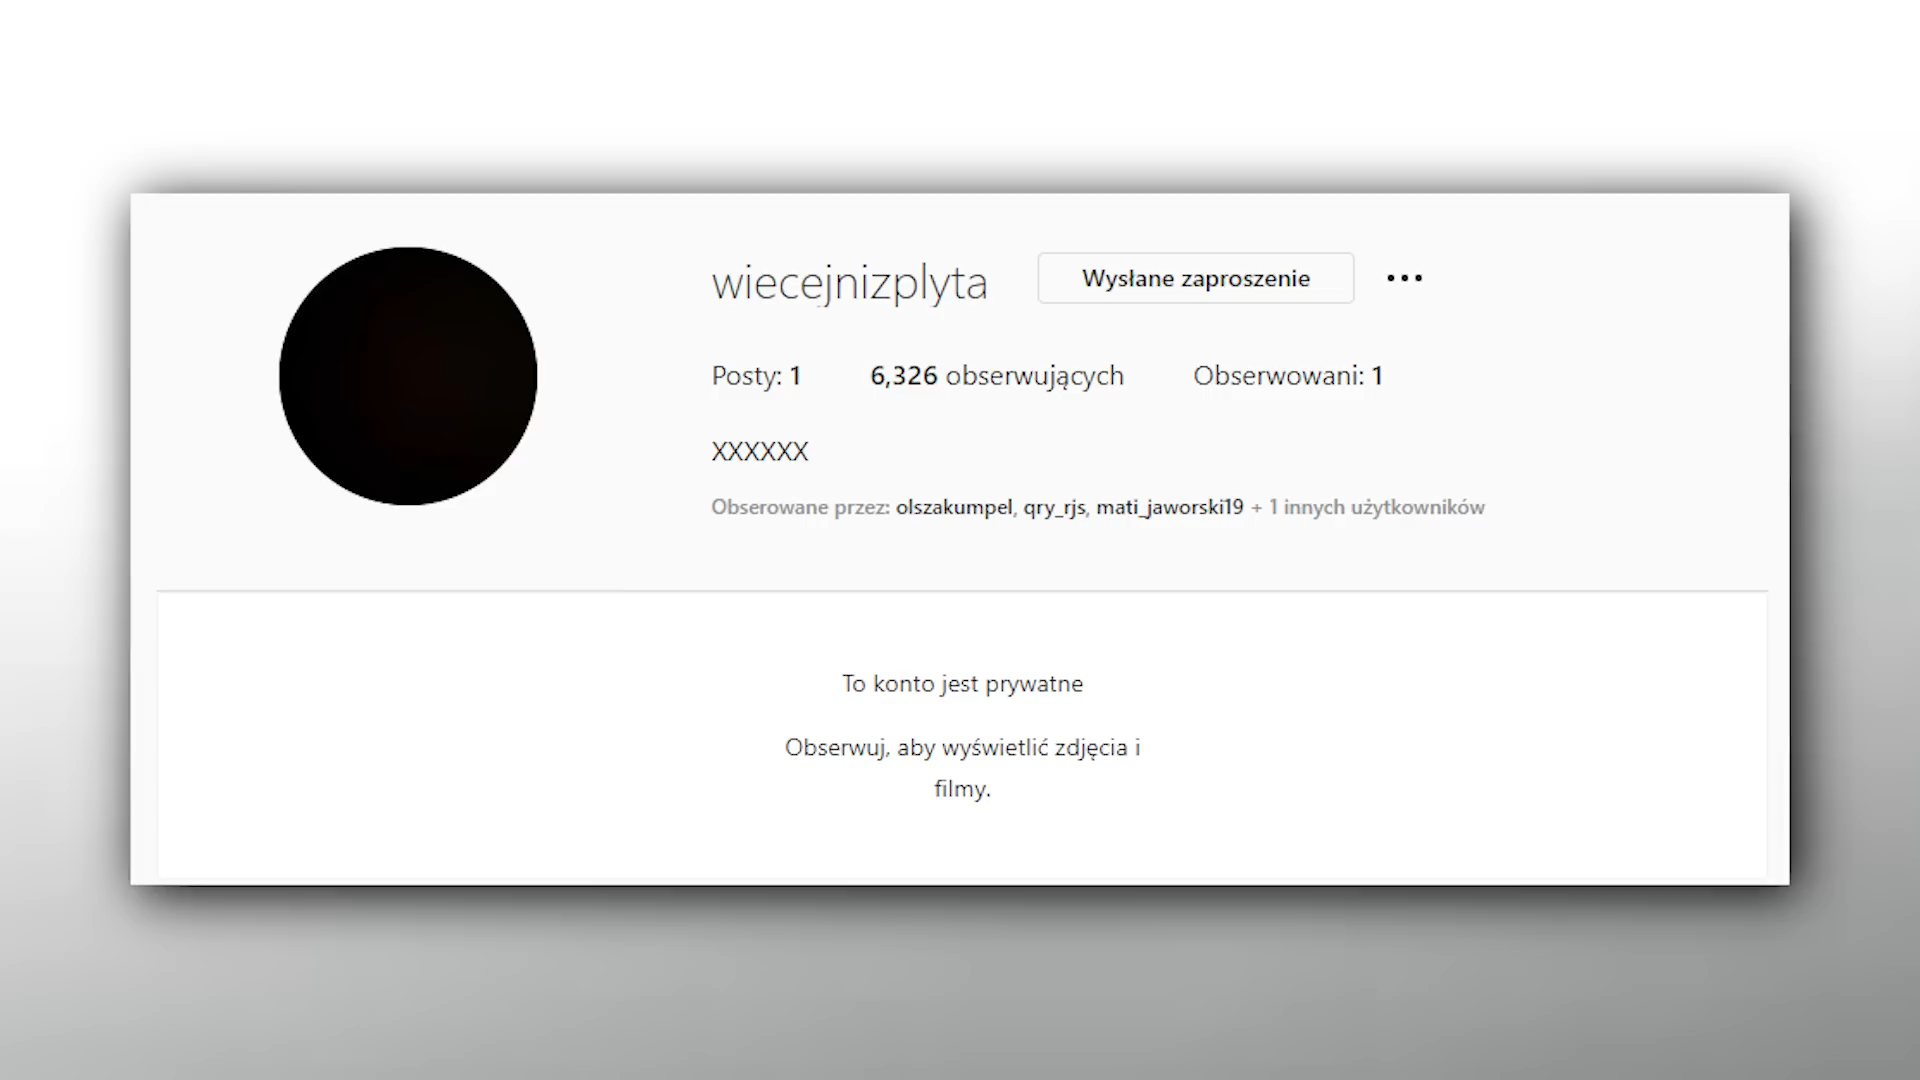 wiecejnizplyta Wysłane zaproszenie
Posty: 1 6,326 obserwujących Obserwowani: 1
XXXXXX
Obserowane przez: olszakumpel, qry_rjs, mati_jaworski19 + 1 innych użytkowników
To konto jest prywatne
Obserwuj, aby wyświetlić zdjęcia i
filmy.